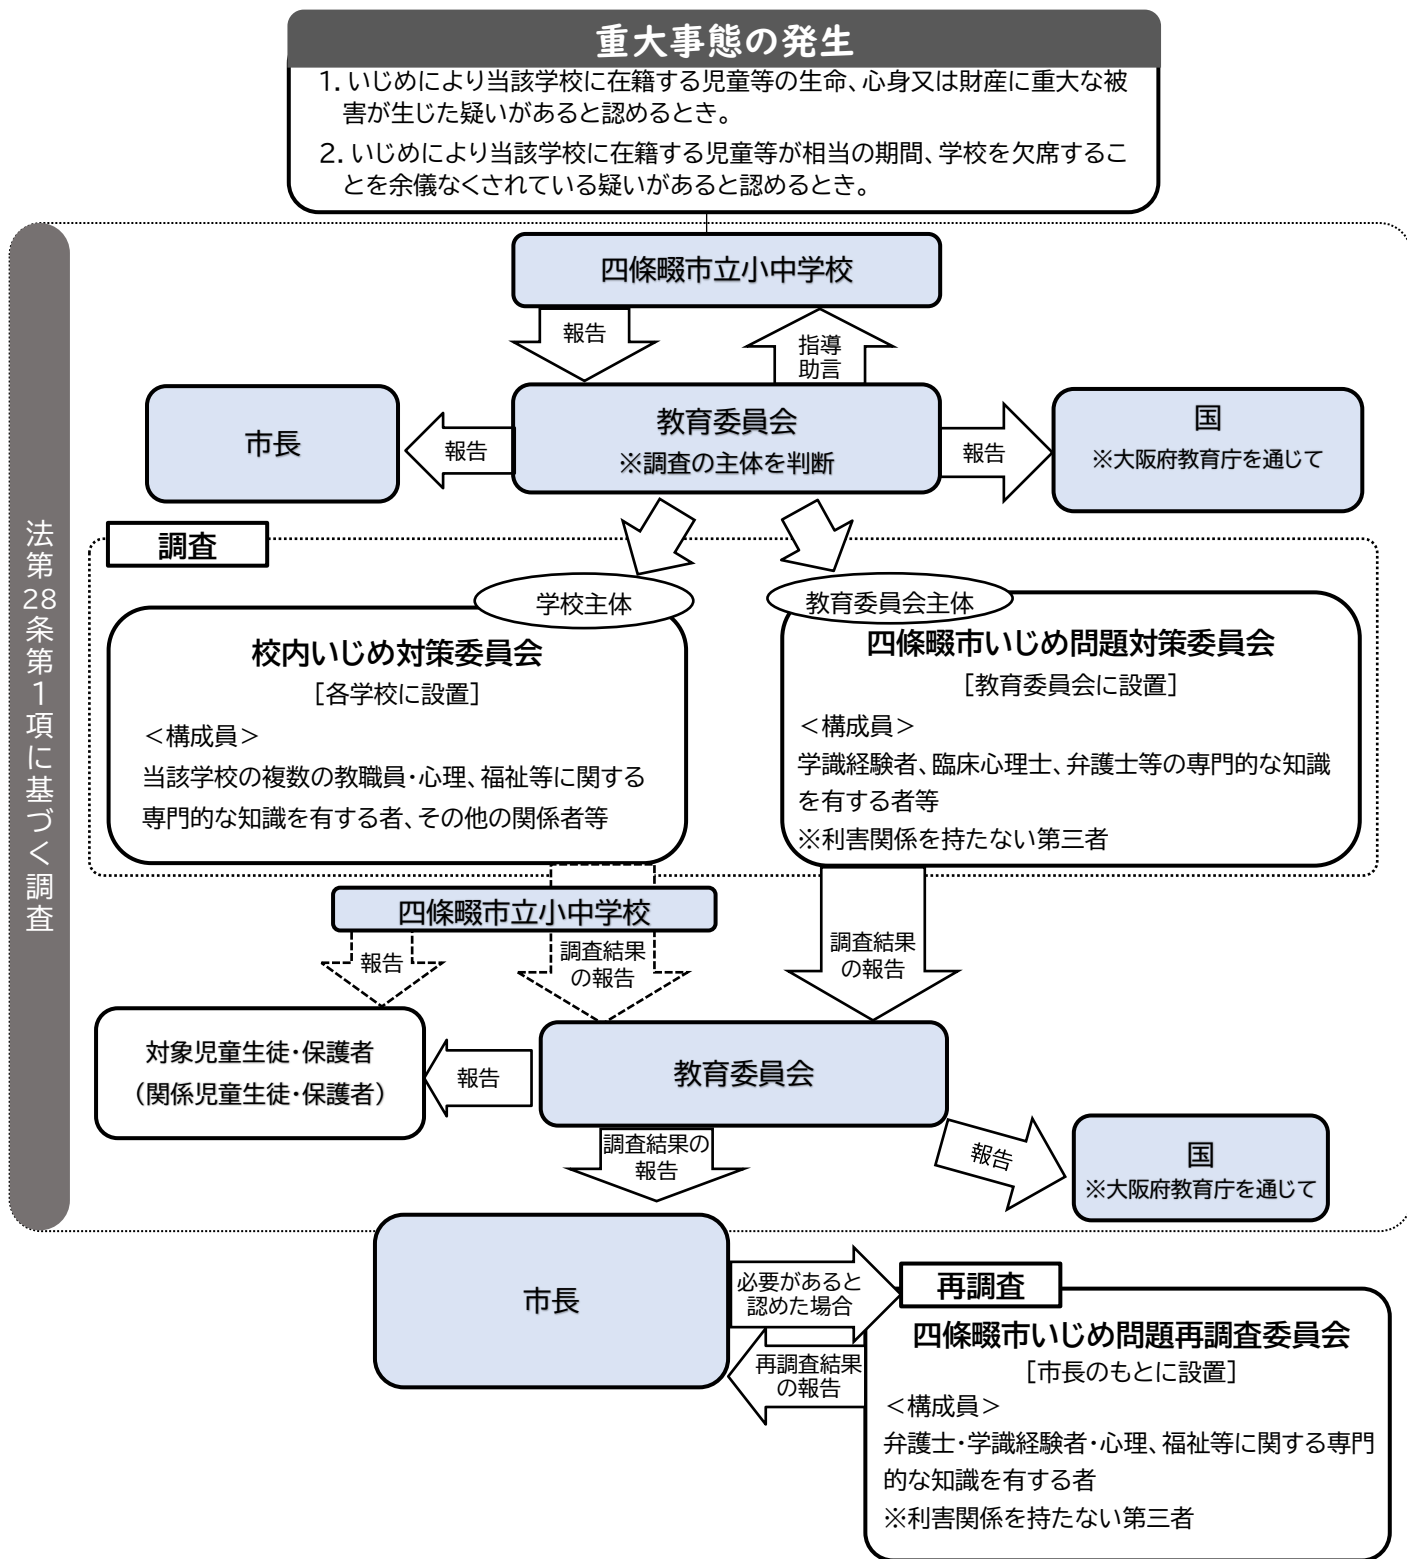 重大事態の発生
1. いじめにより当該学校に在籍する児童等の生命、心身又は財産に重大な被
害が生じた疑いがあると認めるとき。
2. いじめにより当該学校に在籍する児童等が相当の期間、学校を欠席するこ
とを余儀なくされている疑いがあると認めるとき。
法第28条第1項に基づく調査
四條畷市立小中学校
報告
指導
助言
市長
報告
教育委員会
※調査の主体を判断
報告
国
※大阪府教育庁を通じて
調査
学校主体
校内いじめ対策委員会
［各学校に設置］
＜構成員＞
当該学校の複数の教職員・心理、福祉等に関する
専門的な知識を有する者、その他の関係者等
教育委員会主体
四條畷市いじめ問題対策委員会
［教育委員会に設置］
＜構成員＞
学識経験者、臨床心理士、弁護士等の専門的な知識
を有する者等
※利害関係を持たない第三者
四條畷市立小中学校
報告
調査結果
の報告
調査結果
の報告
対象児童生徒・保護者
（関係児童生徒・保護者）
報告
教育委員会
調査結果の
報告
報告
国
※大阪府教育庁を通じて
市長
必要があると
認めた場合
再調査結果
の報告
再調査
四條畷市いじめ問題再調査委員会
［市長のもとに設置］
＜構成員＞
弁護士・学識経験者・心理、福祉等に関する専門
的な知識を有する者
※利害関係を持たない第三者